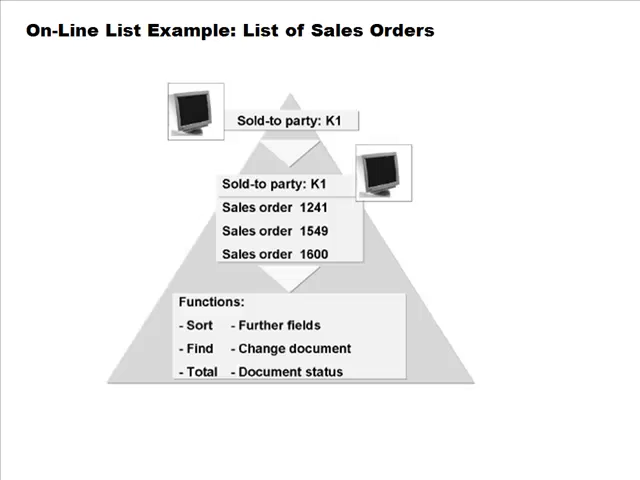 On-Line List Example: List of Sales Orders
Sold-to party: K1
Sold-to party: K1
Sales order 1241
Sales order 1549
Sales order 1600
Functions:
- Sort - Further fields
- Find - Change document
- Total - Document status